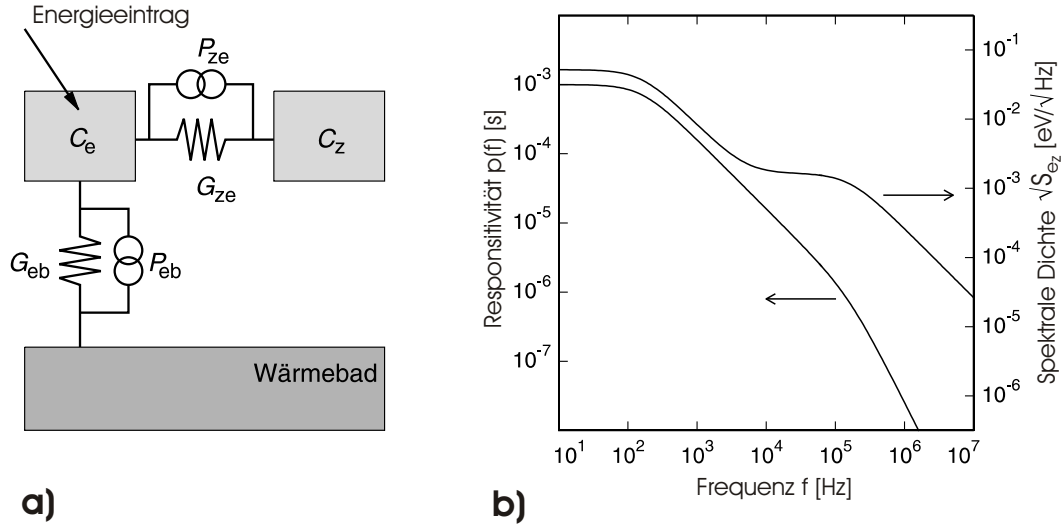 Energieeintrag
P_ze
C_e
C_z
G_ze
G_eb
P_eb
Wärmebad
a)
Responsitivität p(f) [s]
10^-3
10^-4
10^-5
10^-6
10^-7
10^1 10^2 10^3 10^4 10^5 10^6 10^7
Frequenz f [Hz]
10^-1
10^-2
10^-3
10^-4
10^-5
10^-6
Spektrale Dichte √S_ez [eV/√Hz]
b)